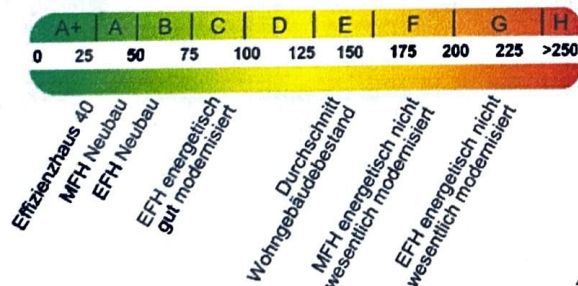 A+ A B C D E F G H
0 25 50 75 100 125 150 175 200 225 >250
Effizienzhaus 40
MFH Neubau
EFH Neubau
EFH energetisch
gut modernisiert
Durchschnitt
Wohngebäudebestand
MFH energetisch nicht
wesentlich modernisiert
EFH energetisch nicht
wesentlich modernisiert